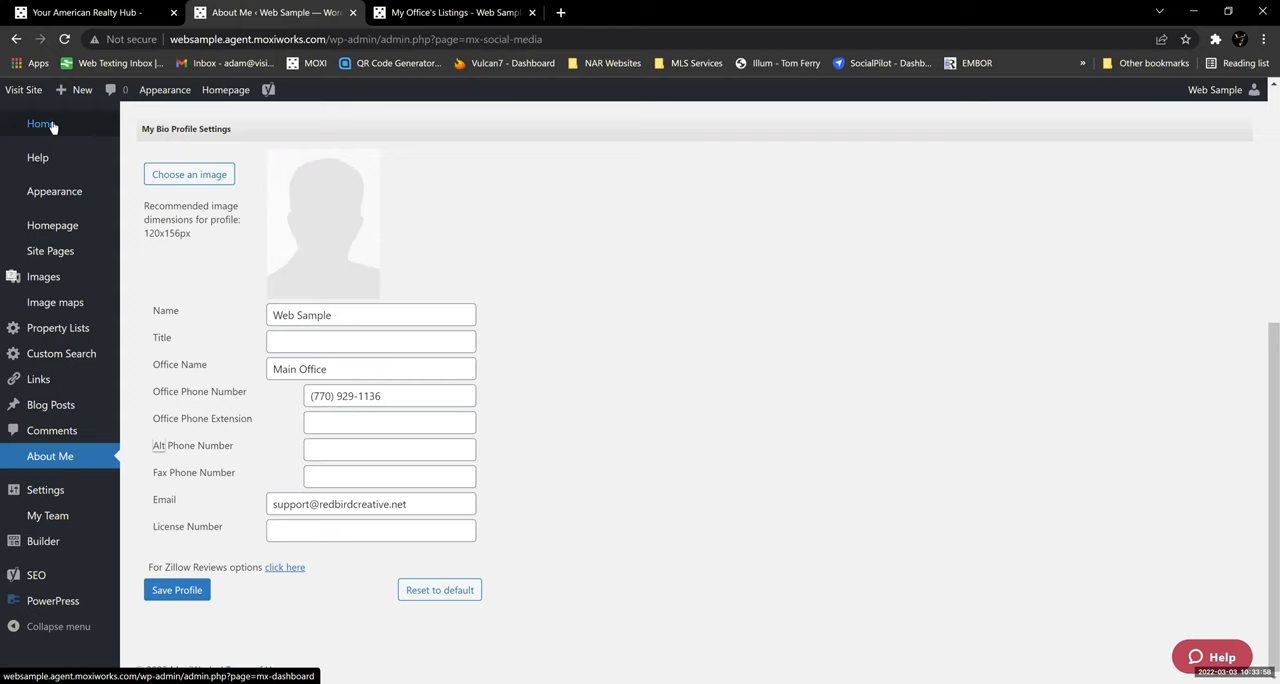 Your American Realty Hub -
About Me ‹ Web Sample — Wor
My Office's Listings - Web Samp
Not secure
websample.agent.moxiworks.com/wp-admin/admin.php?page=mx-social-media
Apps
Web Texting Inbox |...
Inbox - adam@visi...
MOXI
QR Code Generator...
Vulcan7 - Dashboard
NAR Websites
MLS Services
Illum - Tom Ferry
SocialPilot - Dashb...
EMBOR
»
Other bookmarks
Reading list
Visit Site
New
0
Appearance
Homepage
Web Sample
Home
Help
Appearance
Homepage
Site Pages
Images
Image maps
Property Lists
Custom Search
Links
Blog Posts
Comments
About Me
Settings
My Team
Builder
SEO
PowerPress
Collapse menu
My Bio Profile Settings
Choose an image
Recommended image
dimensions for profile:
120x156px
Name
Web Sample
Title
Office Name
Main Office
Office Phone Number
(770) 929-1136
Office Phone Extension
Alt Phone Number
Fax Phone Number
Email
support@redbirdcreative.net
License Number
For Zillow Reviews options click here
Save Profile
Reset to default
Help
2022-03-03 10:33:58
websample.agent.moxiworks.com/wp-admin/admin.php?page=mx-dashboard